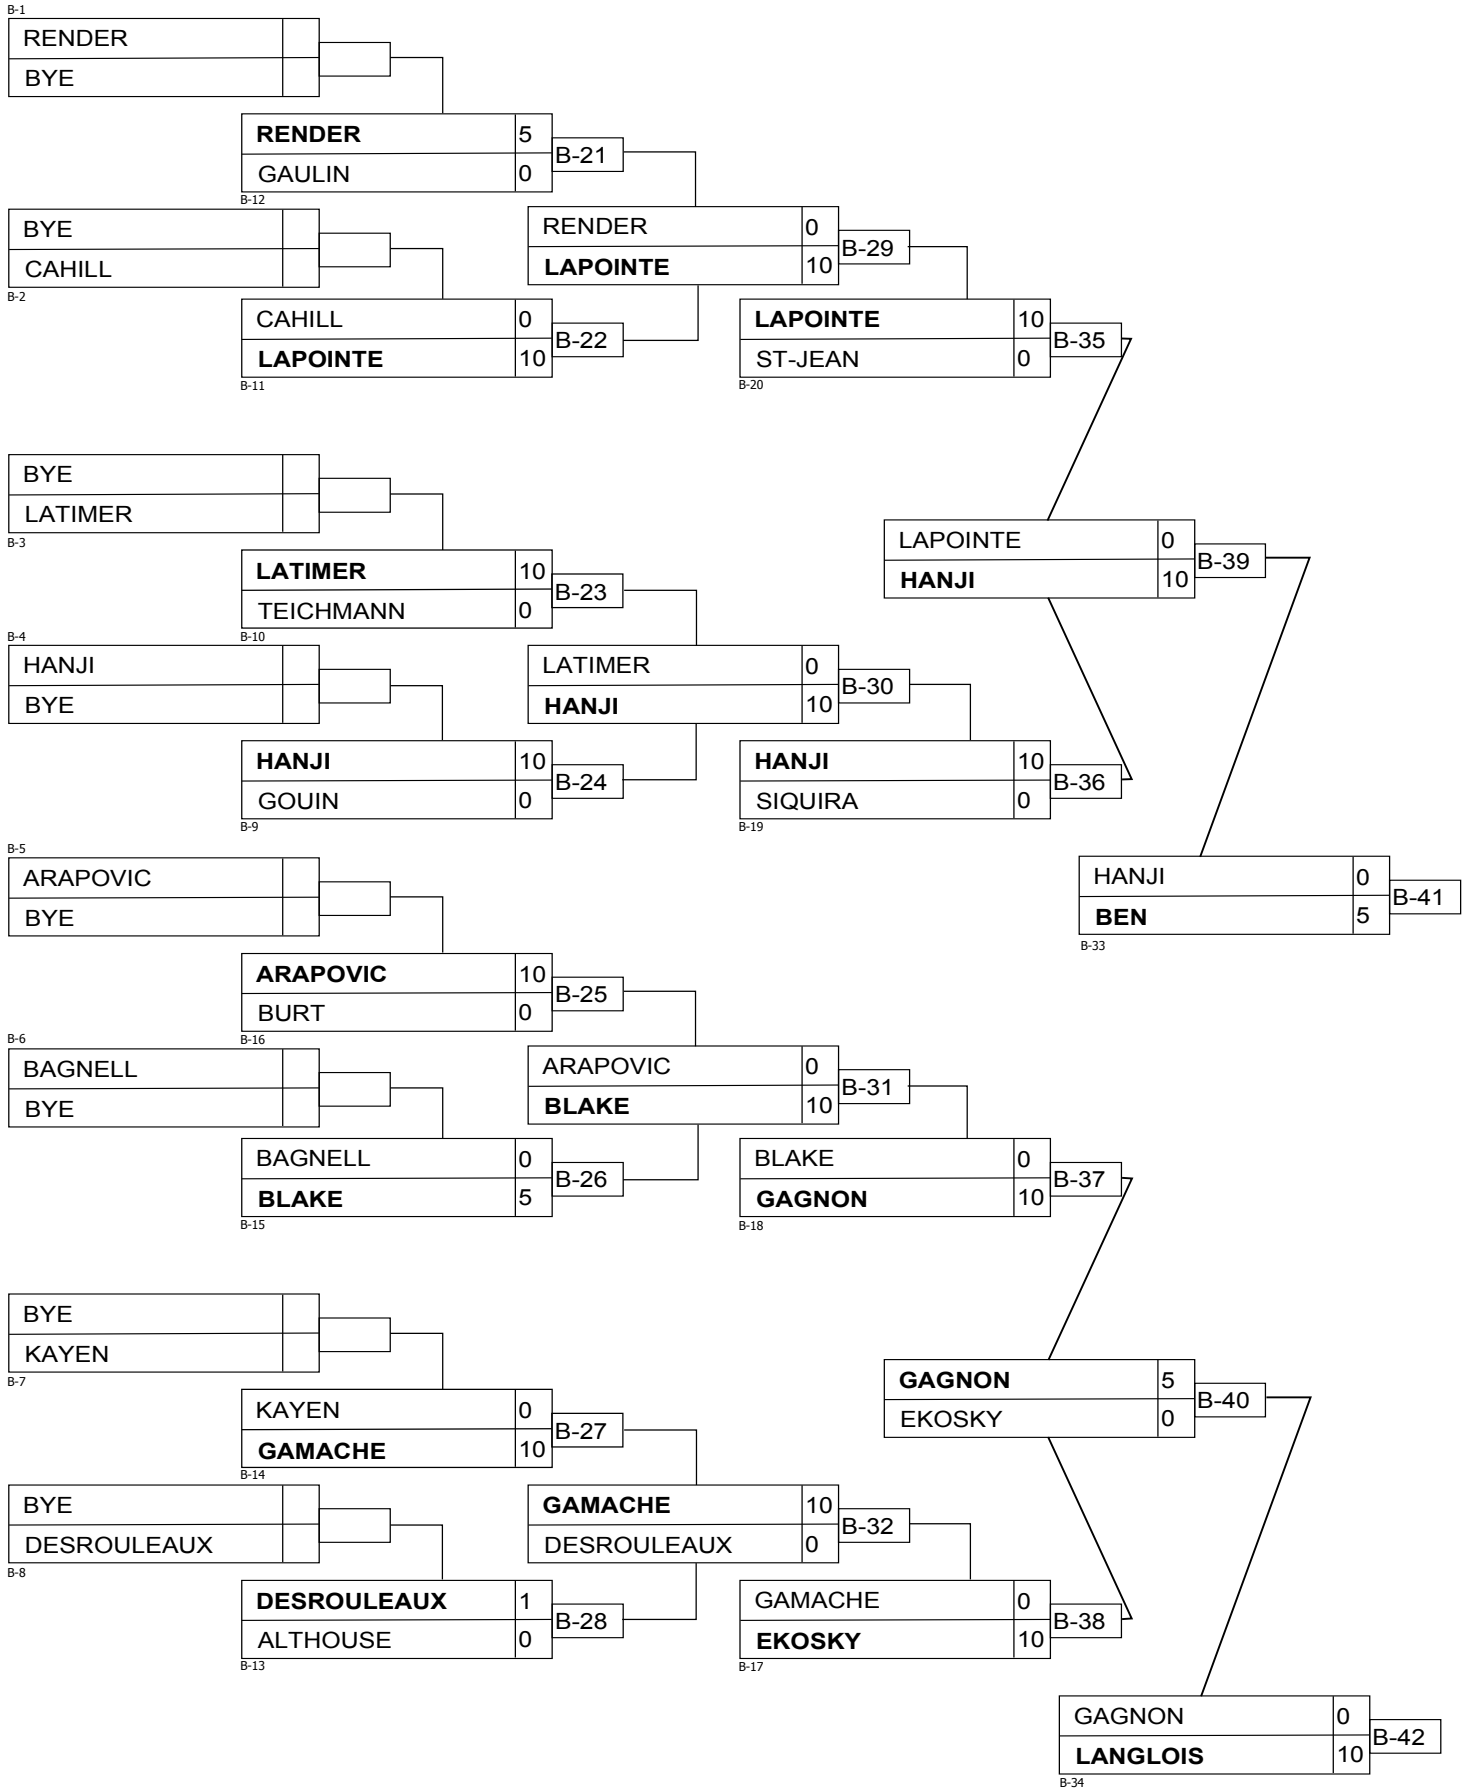 B-1
RENDER
BYE
RENDER 5
GAULIN 0
B-21
B-12
BYE
CAHILL
B-2
RENDER 0
LAPOINTE 10
B-29
CAHILL 0
LAPOINTE 10
B-22
B-11
LAPOINTE 10
ST-JEAN 0
B-35
B-20
BYE
LATIMER
B-3
LAPOINTE 0
HANJI 10
B-39
LATIMER 10
TEICHMANN 0
B-23
B-10
B-4
HANJI
BYE
LATIMER 0
HANJI 10
B-30
HANJI 10
GOUIN 0
B-24
B-9
HANJI 10
SIQUIRA 0
B-36
B-19
B-5
ARAPOVIC
BYE
HANJI 0
BEN 5
B-41
B-33
ARAPOVIC 10
BURT 0
B-25
B-16
B-6
BAGNELL
BYE
ARAPOVIC 0
BLAKE 10
B-31
BAGNELL 0
BLAKE 5
B-26
B-15
BLAKE 0
GAGNON 10
B-37
B-18
BYE
KAYEN
B-7
GAGNON 5
EKOSKY 0
B-40
KAYEN 0
GAMACHE 10
B-27
B-14
BYE
DESROULEAUX
B-8
GAMACHE 10
DESROULEAUX 0
B-32
DESROULEAUX 1
ALTHOUSE 0
B-28
B-13
GAMACHE 0
EKOSKY 10
B-38
B-17
GAGNON 0
LANGLOIS 10
B-42
B-34